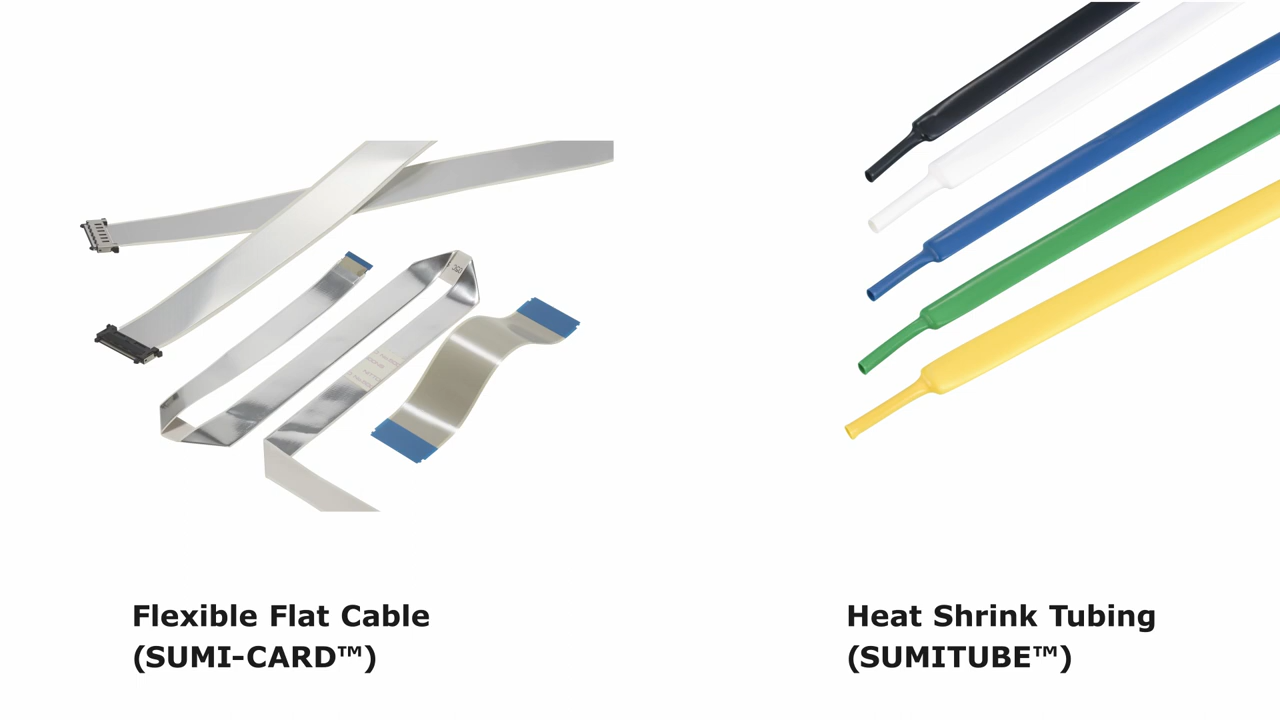 Flexible Flat Cable
(SUMI-CARD™)
Heat Shrink Tubing
(SUMITUBE™)